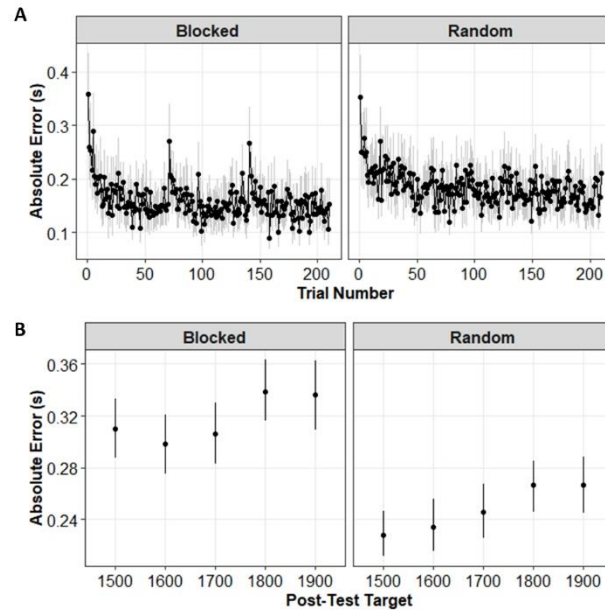 A
Blocked
Random
Absolute Error (s)
0.4
0.3
0.2
0.1
0 50 100 150 200
0 50 100 150 200
Trial Number
B
Blocked
Random
Absolute Error (s)
0.36
0.32
0.28
0.24
1500 1600 1700 1800 1900
1500 1600 1700 1800 1900
Post-Test Target